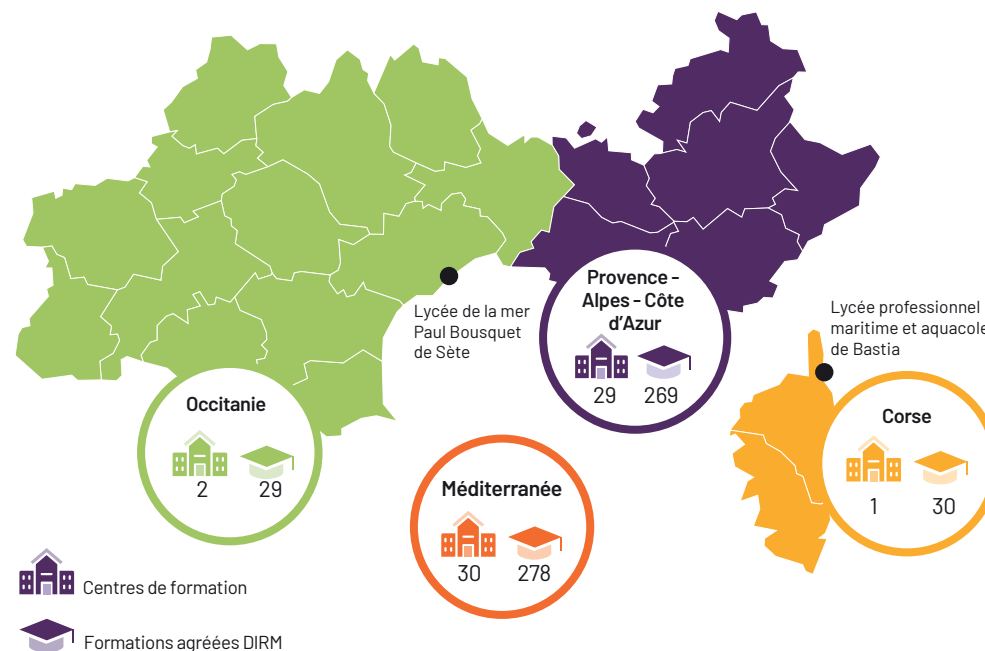 Provence -
Alpes - Côte
d'Azur
29 269
Lycée de la mer
Paul Bousquet
de Sète
Lycée professionnel
maritime et aquacole
de Bastia
Occitanie
2 29
Méditerranée
30 278
Corse
1 30
Centres de formation
Formations agréées DIRM